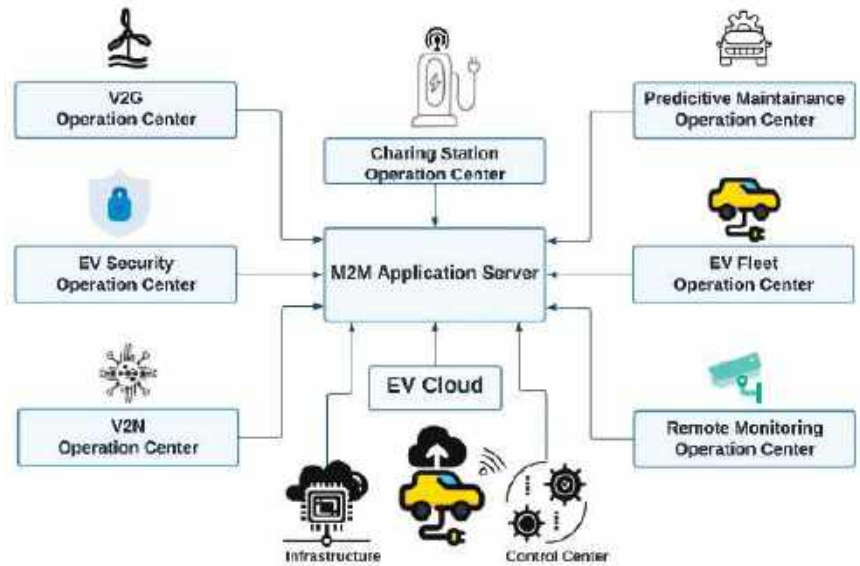 V2G
Operation Center
Predicitive Maintainance
Operation Center
Charing Station
Operation Center
EV Security
Operation Center
M2M Application Server
EV Fleet
Operation Center
EV Cloud
V2N
Operation Center
Remote Monitoring
Operation Center
Infrastructure
Control Center